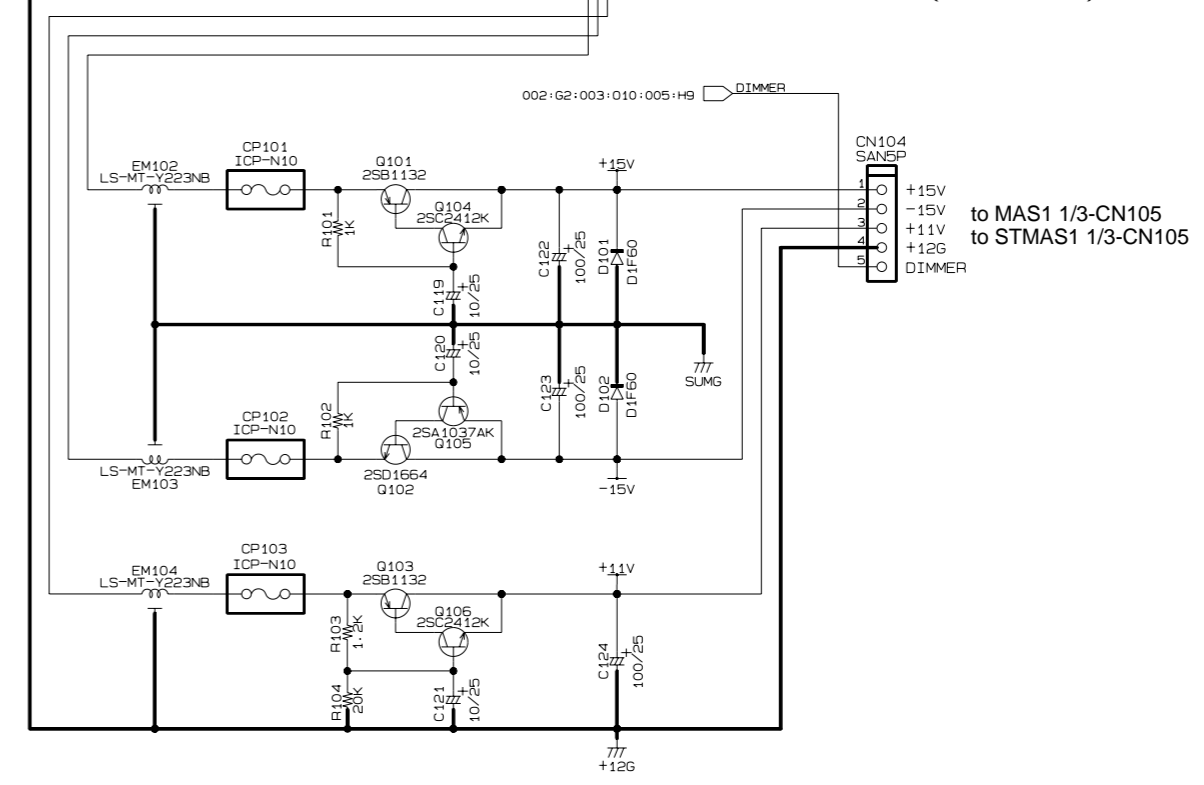 002:G2:003:010:005:H9
DIMMER
CN104
SAN5P
CP101
ICP-N10
EM102
LS-MT-Y223NB
Q101
2SB1132
+15V
Q104
2SC2412K
R101
1K
C119
10/25
C122
100/25
D101
D1F60
1
+15V
2
-15V
3
+11V
4
+12G
5
DIMMER
to MAS1 1/3-CN105
to STMAS1 1/3-CN105
C120
10/25
SUMG
C123
100/25
D102
D1F60
R102
1K
CP102
ICP-N10
2SA1037AK
Q105
LS-MT-Y223NB
EM103
2SD1664
Q102
-15V
CP103
ICP-N10
EM104
LS-MT-Y223NB
Q103
2SB1132
+11V
Q106
2SC2412K
R103
1.2K
R104
20K
C121
10/25
C124
100/25
+12G